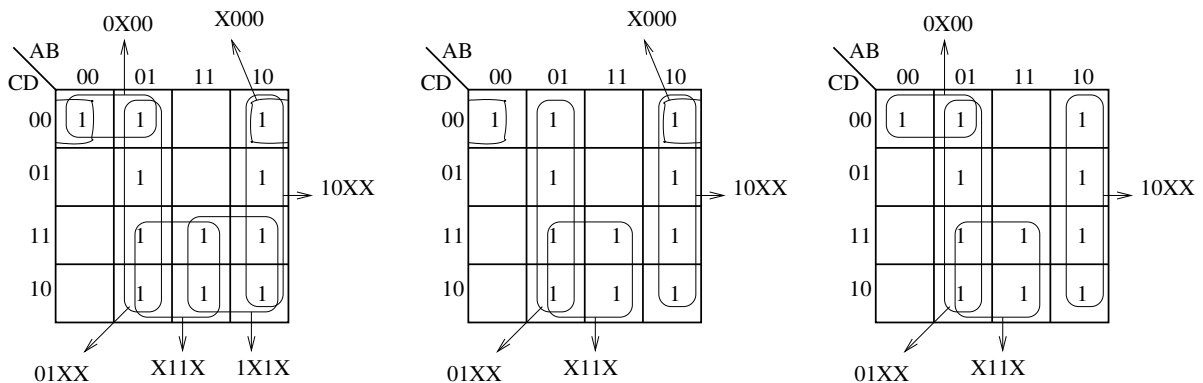 0X00 X000
AB
CD 00 01 11 10
00 1 1 1
01 1 1
10XX
11 1 1 1
10 1 1 1
01XX X11X 1X1X
X000
AB
CD 00 01 11 10
00 1 1 1
01 1 1
10XX
11 1 1 1
10 1 1 1
01XX X11X
0X00
AB
CD 00 01 11 10
00 1 1 1
01 1 1
10XX
11 1 1 1
10 1 1 1
01XX X11X